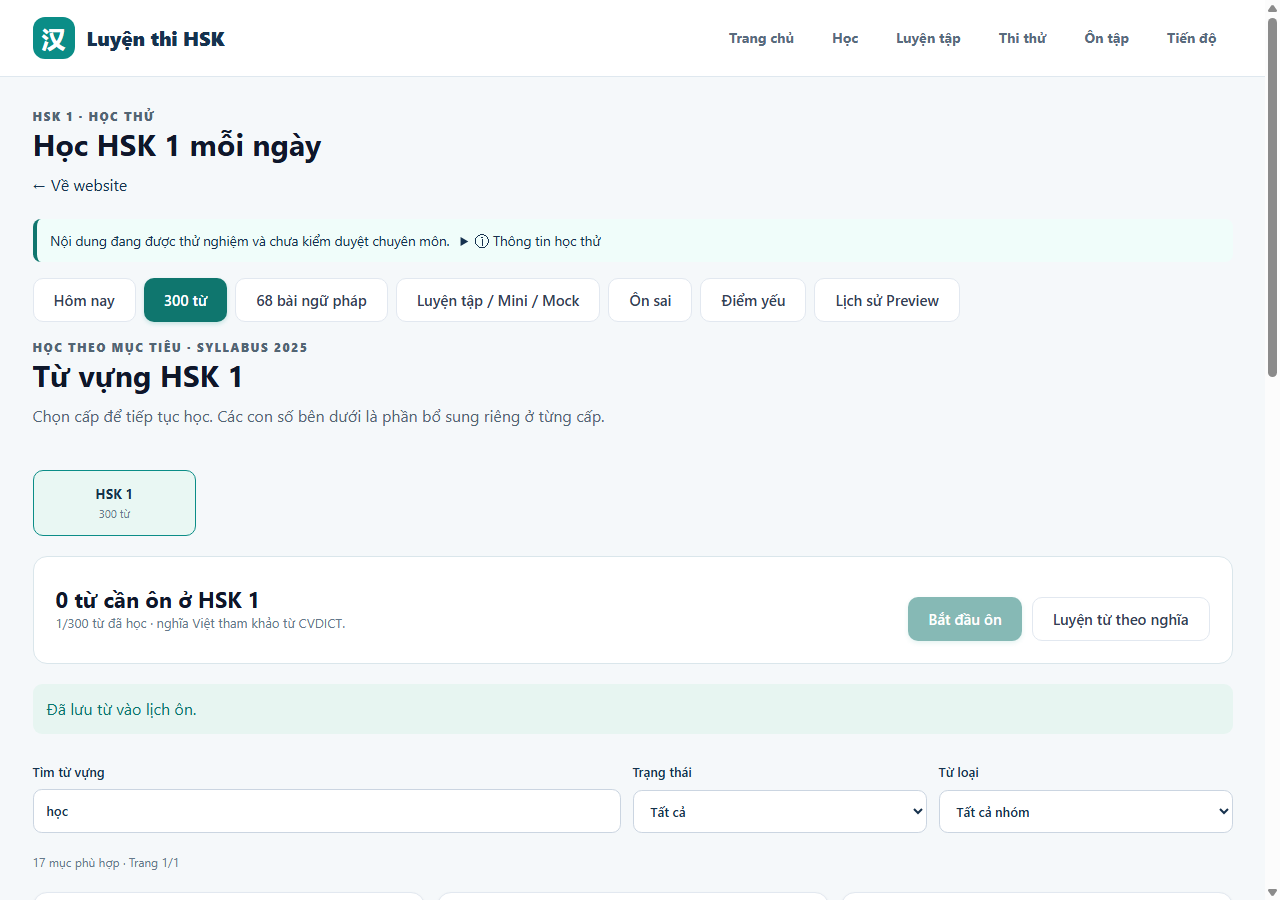 汉 Luyện thi HSK Trang chủ Học Luyện tập Thi thử Ôn tập Tiến độ
HSK 1 · HỌC THỬ
Học HSK 1 mỗi ngày
← Về website
Nội dung đang được thử nghiệm và chưa kiểm duyệt chuyên môn. ▶ ⓘ Thông tin học thử
Hôm nay 300 từ 68 bài ngữ pháp Luyện tập / Mini / Mock Ôn sai Điểm yếu Lịch sử Preview
HỌC THEO MỤC TIÊU · SYLLABUS 2025
Từ vựng HSK 1
Chọn cấp để tiếp tục học. Các con số bên dưới là phần bổ sung riêng ở từng cấp.
HSK 1
300 từ
0 từ cần ôn ở HSK 1
1/300 từ đã học · nghĩa Việt tham khảo từ CVDICT.
Bắt đầu ôn Luyện từ theo nghĩa
Đã lưu từ vào lịch ôn.
Tìm từ vựng Trạng thái Từ loại
học Tất cả Tất cả nhóm
17 mục phù hợp · Trang 1/1